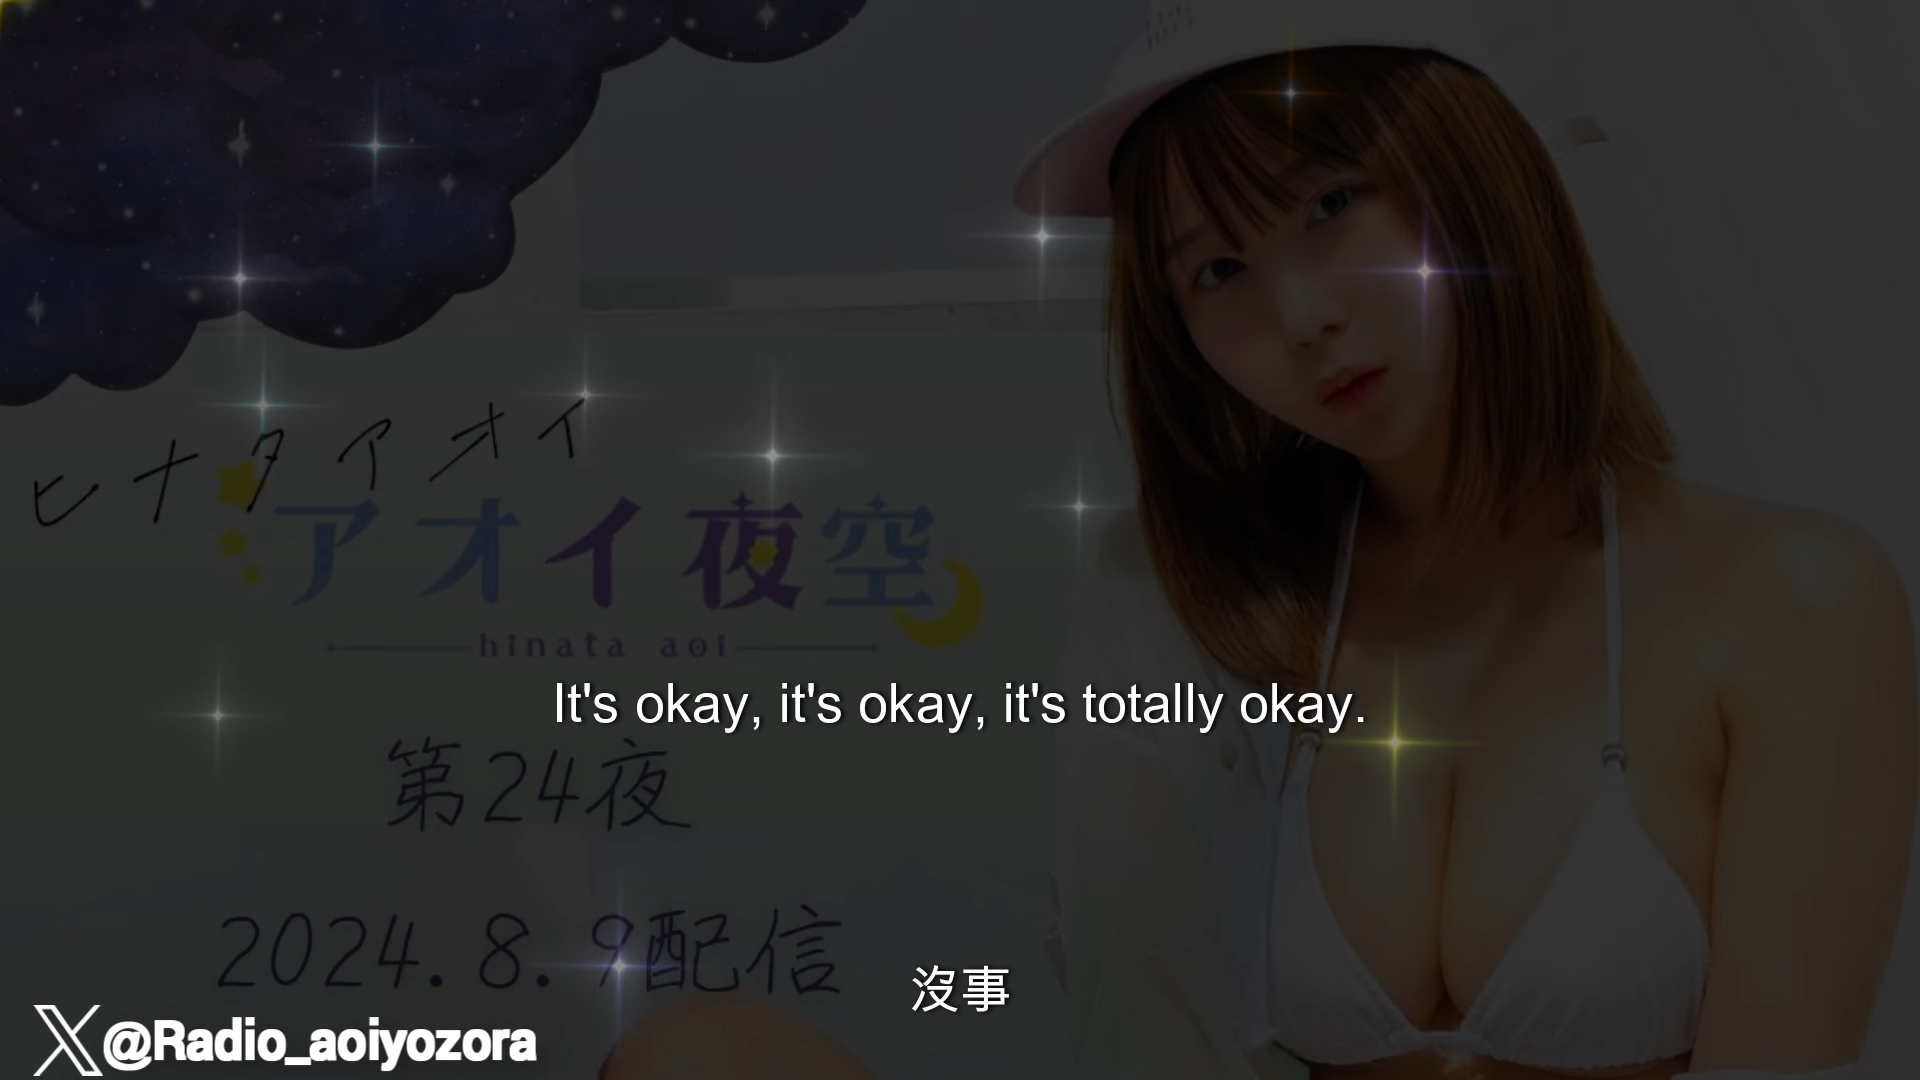 ヒナタアオイ
アオイ夜空
hinata aoi
It's okay, it's okay, it's totally okay.
第24夜
2024.8.9配信
沒事
X@Radio_aoiyozora